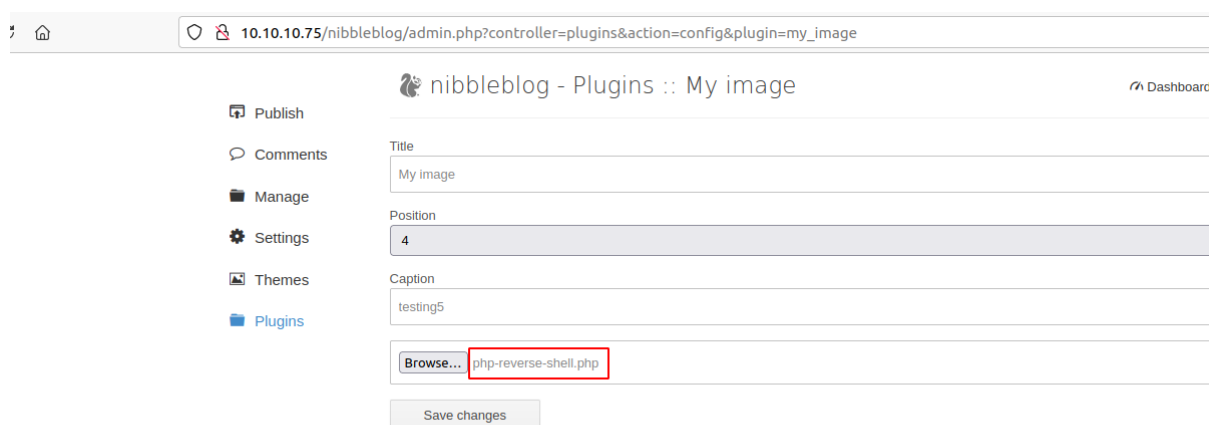 10.10.10.75/nibbleblog/admin.php?controller=plugins&action=config&plugin=my_image
nibbleblog - Plugins :: My image
Dashboard
Publish
Comments
Manage
Settings
Themes
Plugins
Title
My image
Position
4
Caption
testing5
Browse... php-reverse-shell.php
Save changes